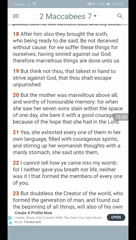 2 Maccabees 7
18 After him also they brought the sixth,
who being ready to die said, Be not deceived
without cause: for we suffer these things for
ourselves, having sinned against our God:
therefore marvellous things are done unto us.
19 But think not thou, that takest in hand to
strive against God, that thou shalt escape
unpunished.
20 But the mother was marvellous above all,
and worthy of honourable memory: for when
she saw her seven sons slain within the space
of one day, she bare it with a good courage,
because of the hope that she had in the Lord.
21 Yea, she exhorted every one of them in her
own language, filled with courageous spirits;
and stirring up her womanish thoughts with a
manly stomach, she said unto them,
22 I cannot tell how ye came into my womb:
for I neither gave you breath nor life, neither
was it I that formed the members of every one
of you;
23 But doubtless the Creator of the world, who
formed the generation of man, and found out
the beginning of all things, will also of his own
Create A Profile Now
OPEN